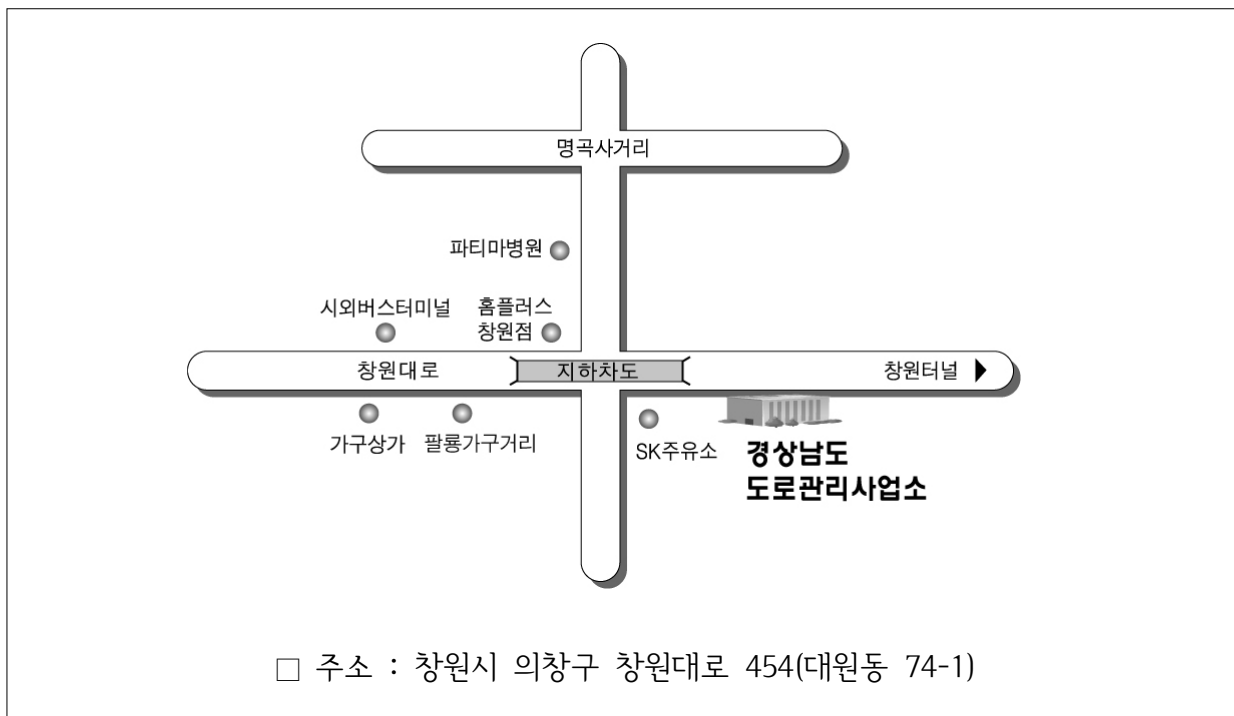 명곡사거리
파티마병원
시외버스터미널
홈플러스
창원점
창원대로
지하차도
창원터널
가구상가
팔룡가구거리
SK주유소
경상남도
도로관리사업소
□ 주소 : 창원시 의창구 창원대로 454(대원동 74-1)